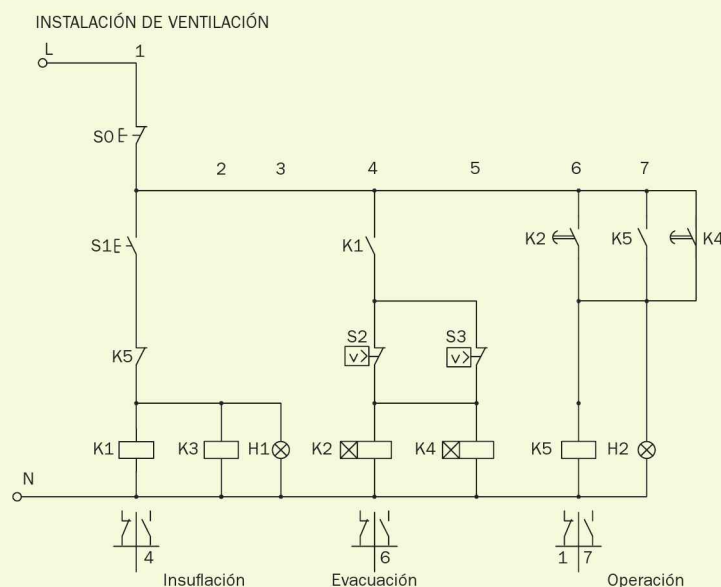 INSTALACIÓN DE VENTILACIÓN
L 1
S0
2 3 4 5 6 7
S1 K1 K2 K5 K4
S2 S3
K5 V> V>
K1 K3 H1 K2 K4 K5 H2
N
4 6 1 7
Insuflación Evacuación Operación